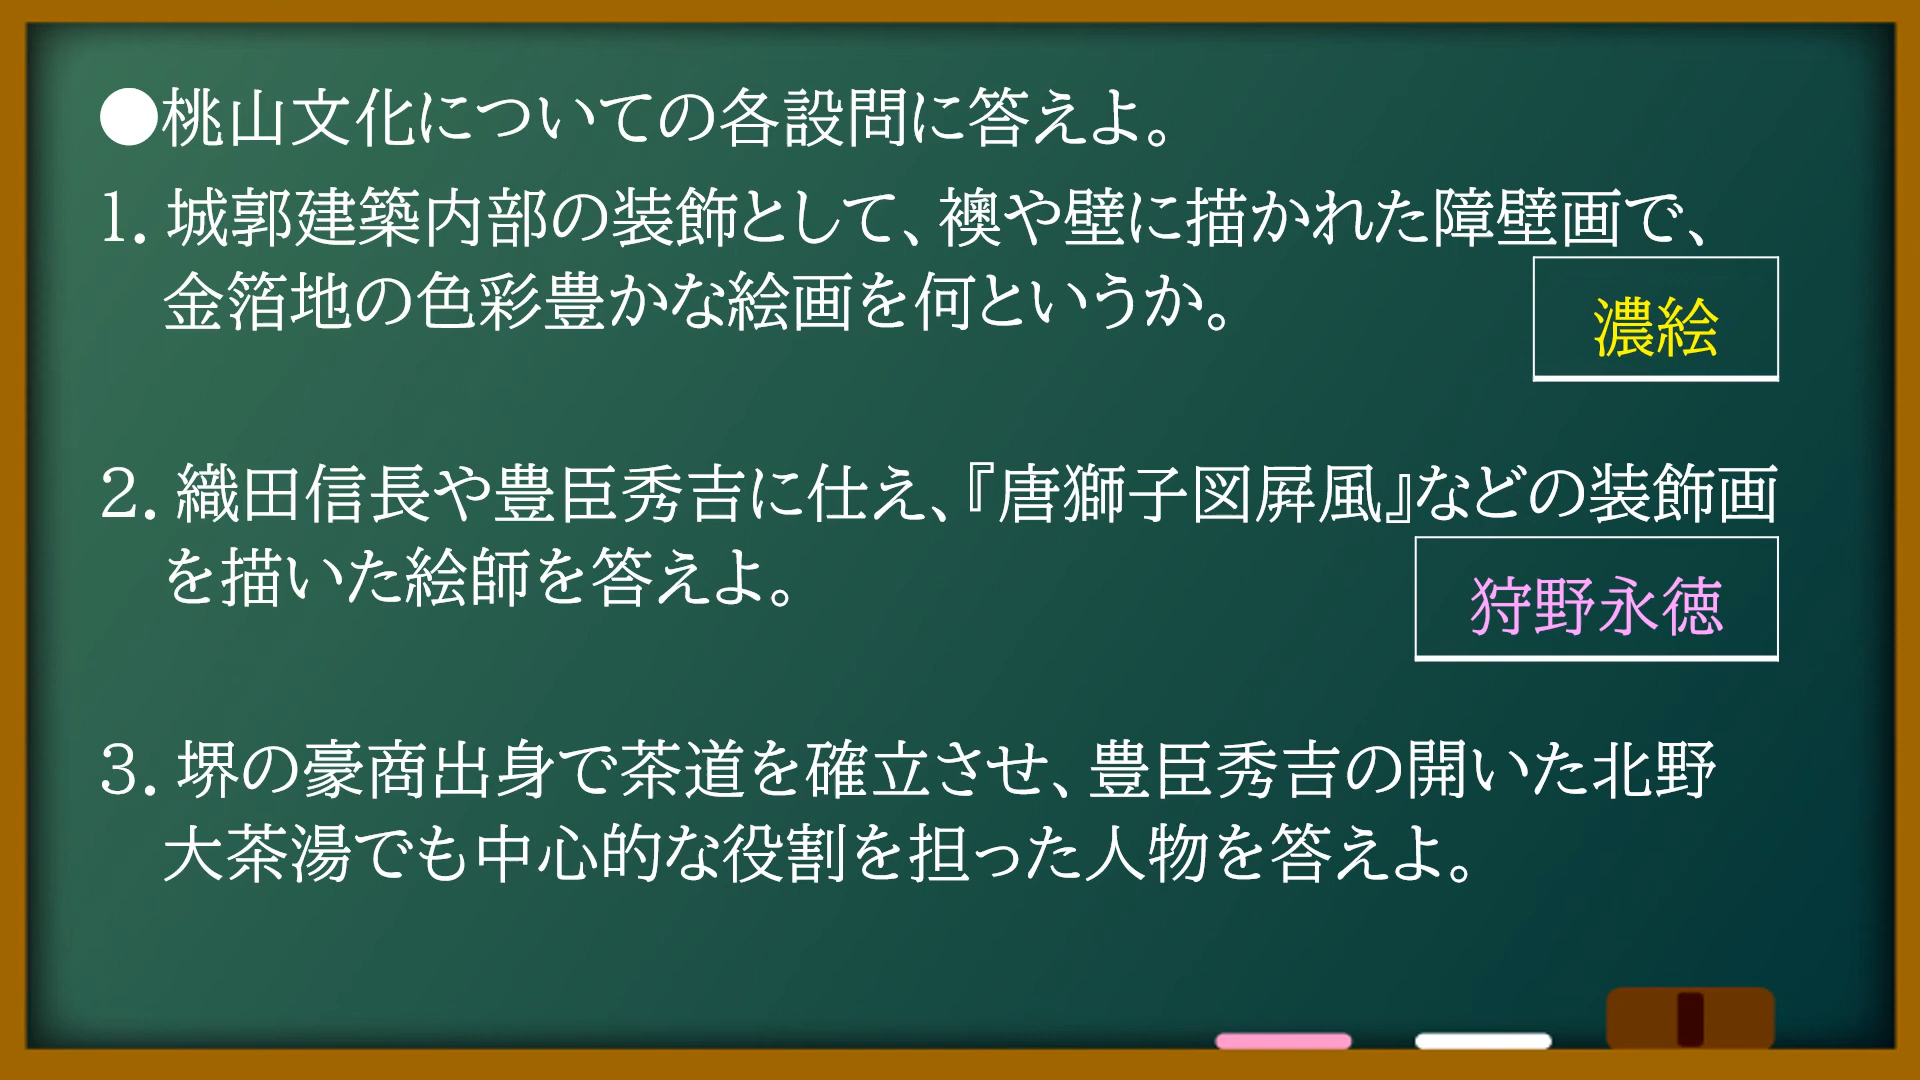 ●桃山文化についての各設問に答えよ。
1. 城郭建築内部の装飾として、襖や壁に描かれた障壁画で、
金箔地の色彩豊かな絵画を何というか。
濃絵
2. 織田信長や豊臣秀吉に仕え、『唐獅子図屛風』などの装飾画
を描いた絵師を答えよ。
狩野永徳
3. 堺の豪商出身で茶道を確立させ、豊臣秀吉の開いた北野
大茶湯でも中心的な役割を担った人物を答えよ。